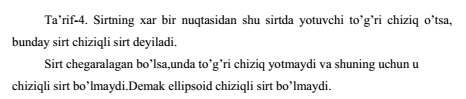 Ta’rif-4. Sirtning xar bir nuqtasidan shu sirtda yotuvchi to’g’ri chiziq o’tsa,
bunday sirt chiziqli sirt deyiladi.
Sirt chegaralagan bo’lsa,unda to’g’ri chiziq yotmaydi va shuning uchun u
chiziqli sirt bo’lmaydi.Demak ellipsoid chiziqli sirt bo’lmaydi.